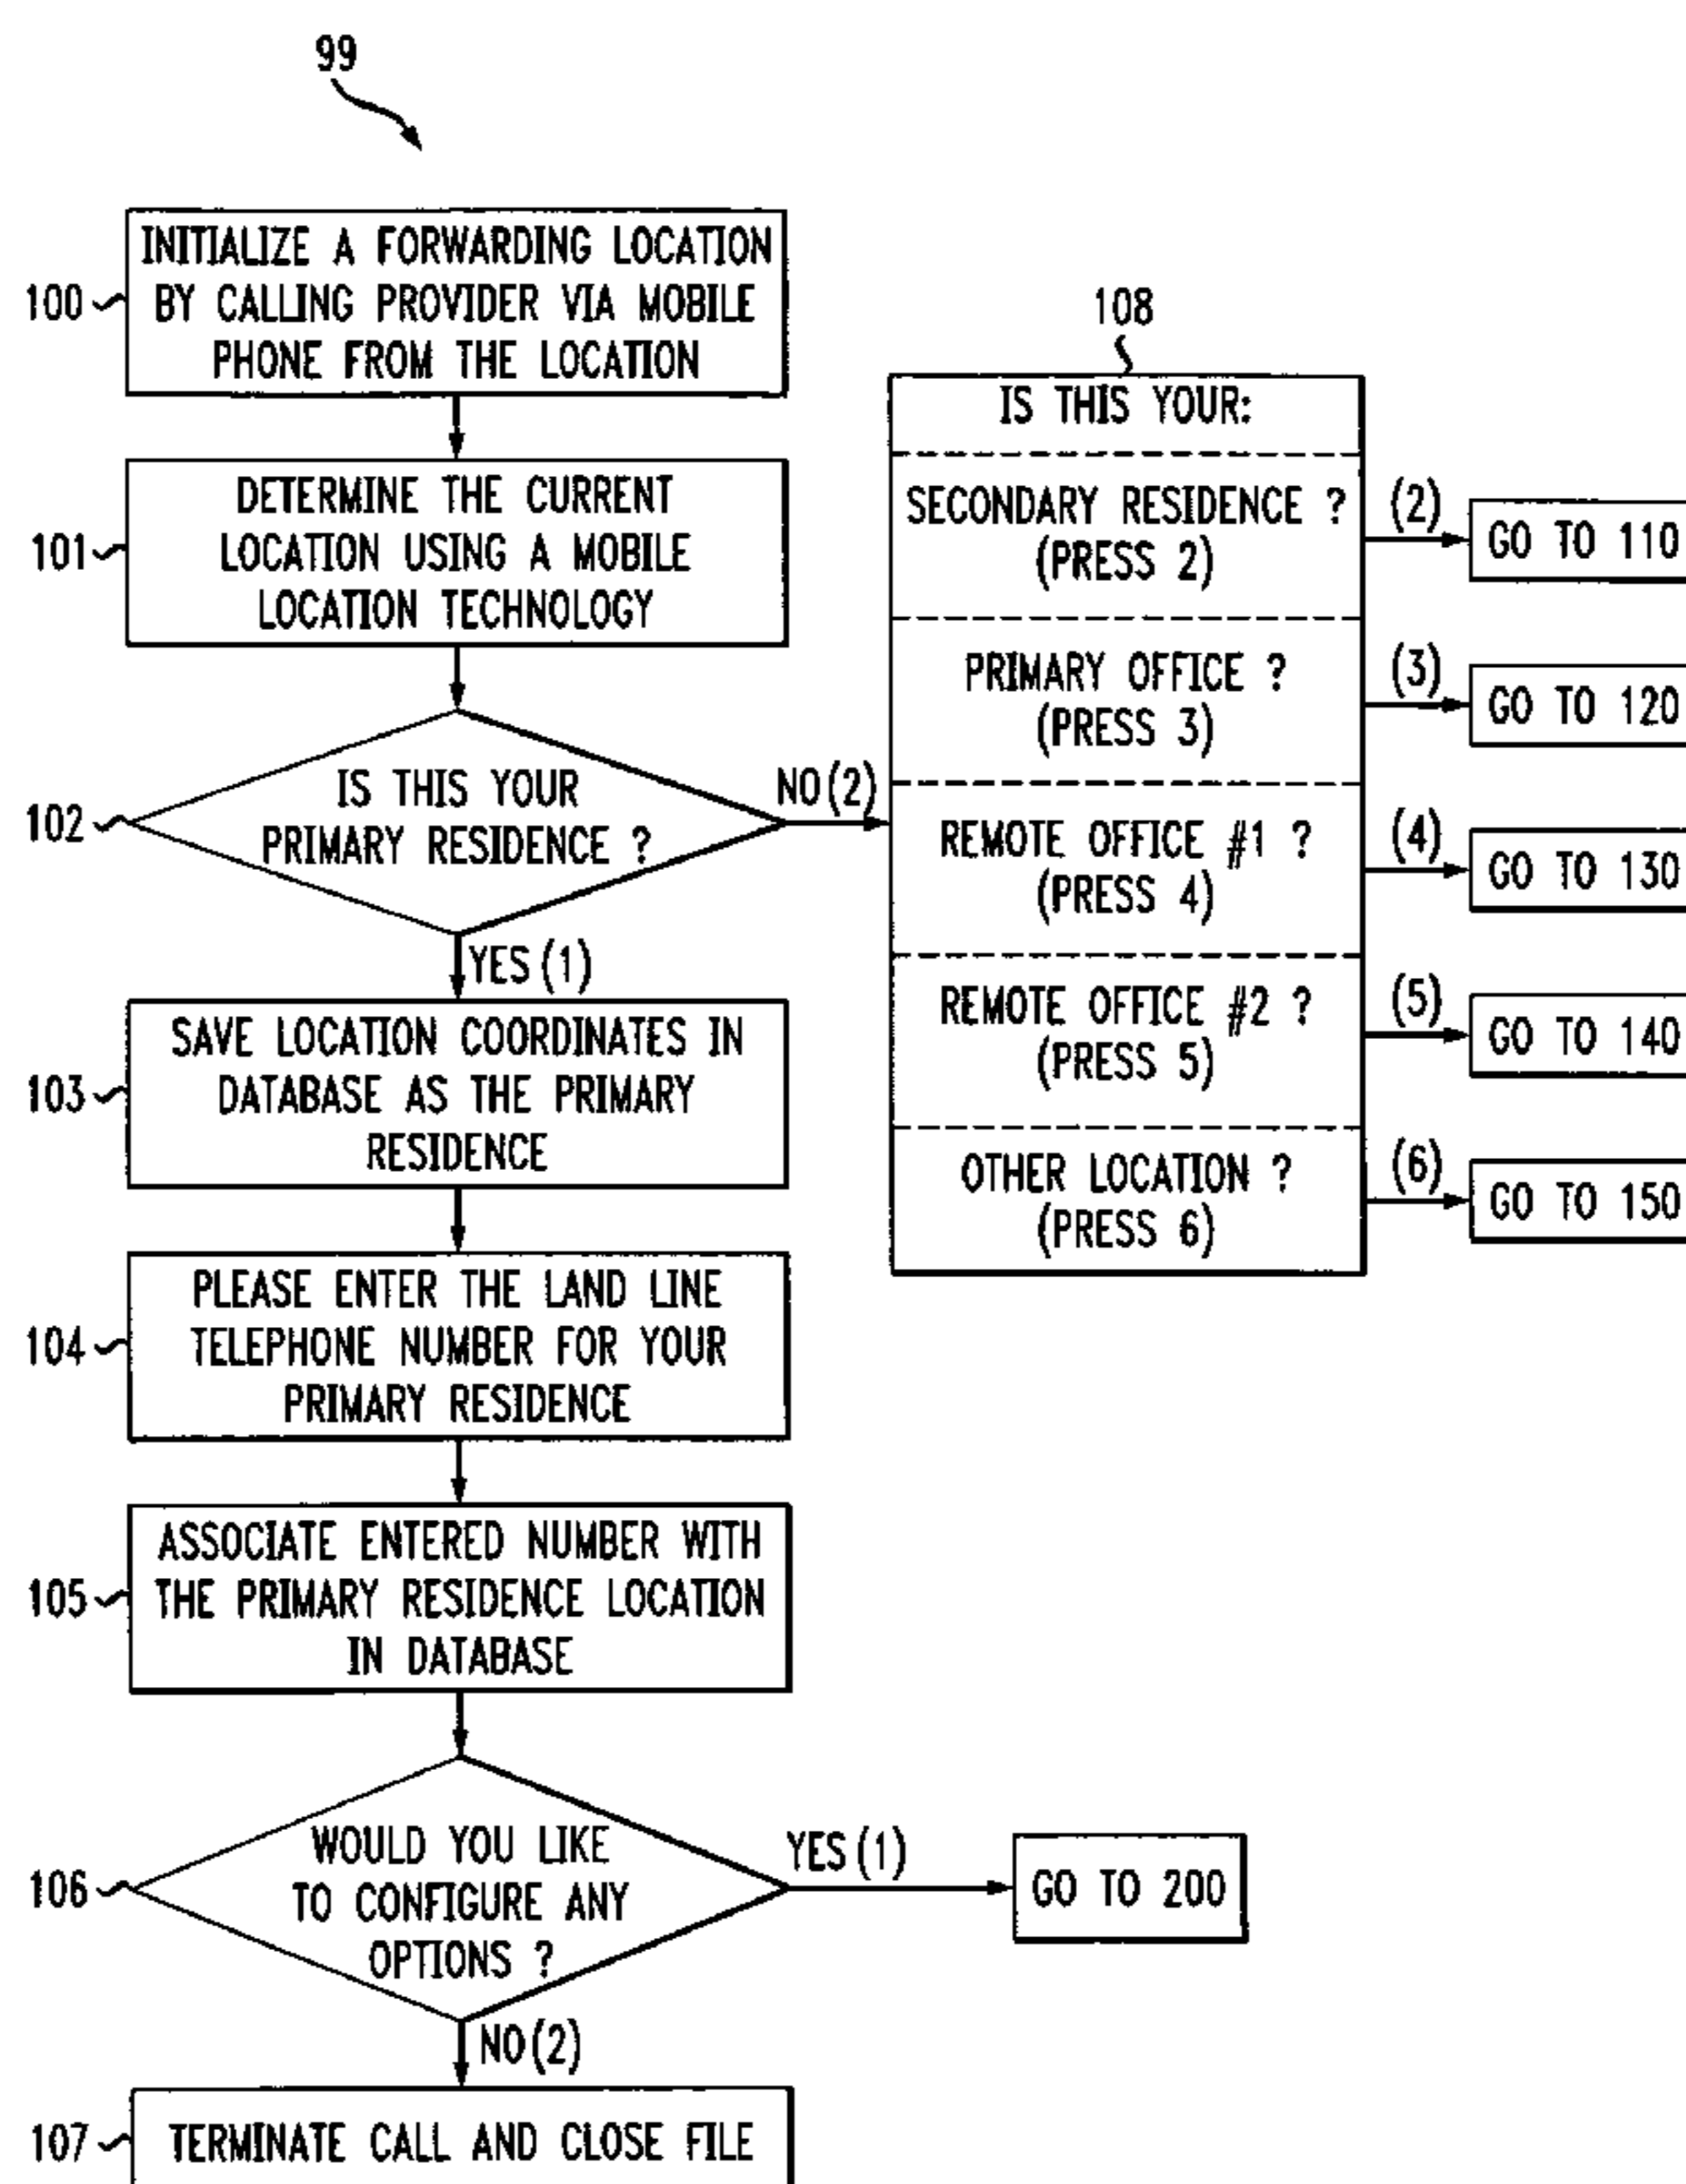 99
INITIALIZE A FORWARDING LOCATION
BY CALLING PROVIDER VIA MOBILE
PHONE FROM THE LOCATION
100
DETERMINE THE CURRENT
LOCATION USING A MOBILE
LOCATION TECHNOLOGY
101
IS THIS YOUR
PRIMARY RESIDENCE ?
102
NO(2)
YES(1)
SAVE LOCATION COORDINATES IN
DATABASE AS THE PRIMARY
RESIDENCE
103
PLEASE ENTER THE LAND LINE
TELEPHONE NUMBER FOR YOUR
PRIMARY RESIDENCE
104
ASSOCIATE ENTERED NUMBER WITH
THE PRIMARY RESIDENCE LOCATION
IN DATABASE
105
WOULD YOU LIKE
TO CONFIGURE ANY
OPTIONS ?
106
YES(1)
GO TO 200
NO(2)
TERMINATE CALL AND CLOSE FILE
107
108
IS THIS YOUR:
SECONDARY RESIDENCE ?
(PRESS 2)
(2)
GO TO 110
PRIMARY OFFICE ?
(PRESS 3)
(3)
GO TO 120
REMOTE OFFICE #1 ?
(PRESS 4)
(4)
GO TO 130
REMOTE OFFICE #2 ?
(PRESS 5)
(5)
GO TO 140
OTHER LOCATION ?
(PRESS 6)
(6)
GO TO 150